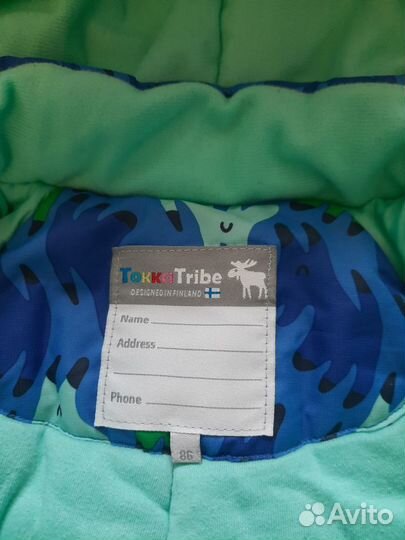 TokkaTribe
DESIGNED IN FINLAND
Name
Address
Phone
86
Avito